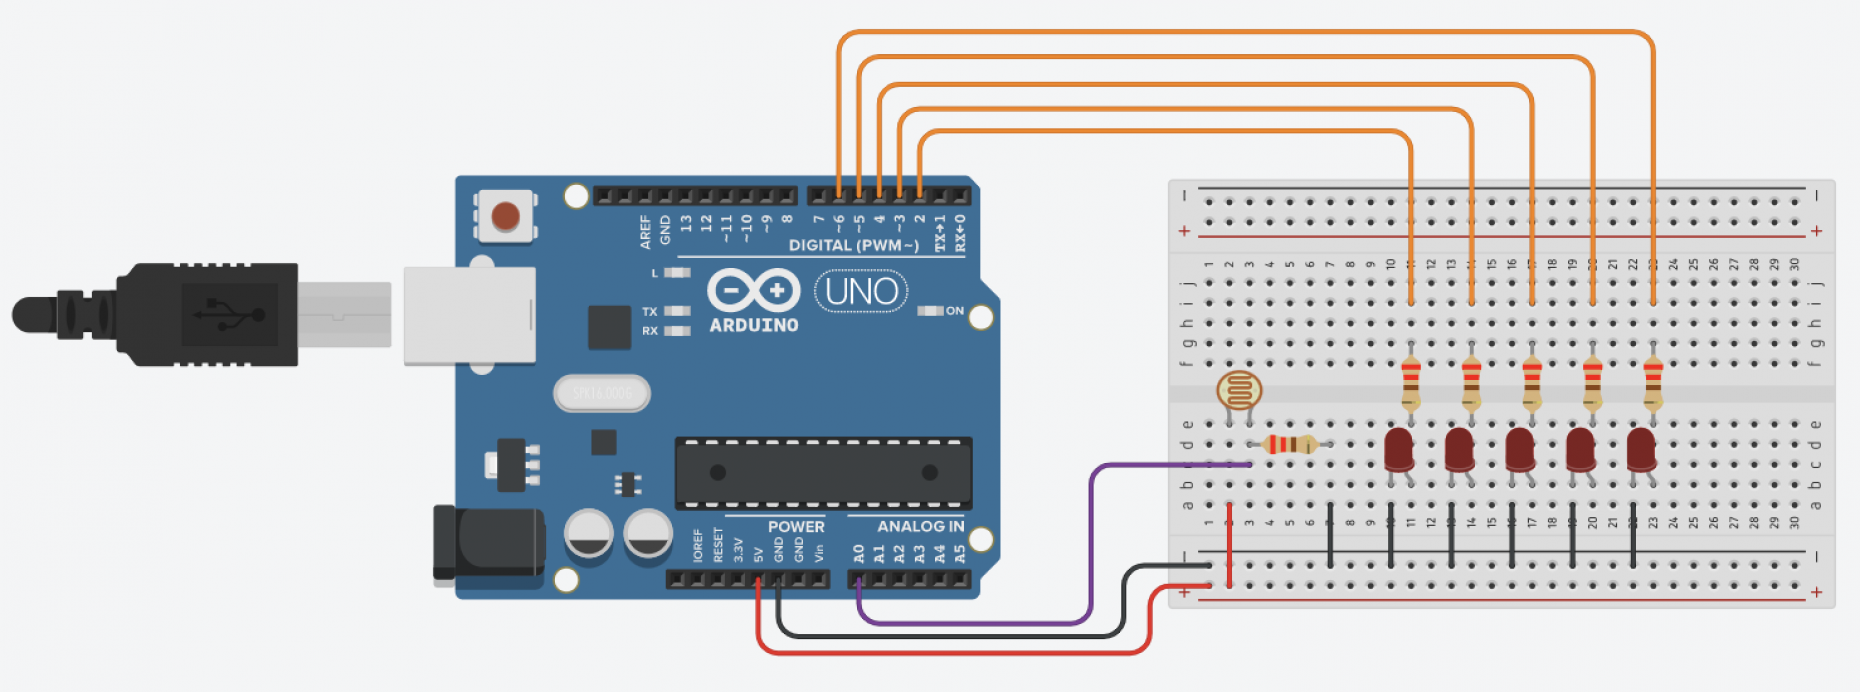 AREF
GND
13
12
~11
~10
~9
8
7
~6
~5
4
~3
2
TX→1
RX←0
DIGITAL (PWM~)
L
TX
RX
UNO
ARDUINO
ON
SPK16.000G
POWER
ANALOG IN
IOREF
RESET
3.3V
5V
GND
GND
Vin
A0
A1
A2
A3
A4
A5
− −
+ +
1 2 3 4 5 6 7 8 9 10 11 12 13 14 15 16 17 18 19 20 21 22 23 24 25 26 27 28 29 30
j j
i i
h h
g g
f f
e e
d d
c c
b b
a a
1 2 3 4 5 6 7 8 9 10 11 12 13 14 15 16 17 18 19 20 21 22 23 24 25 26 27 28 29 30
− −
+ +